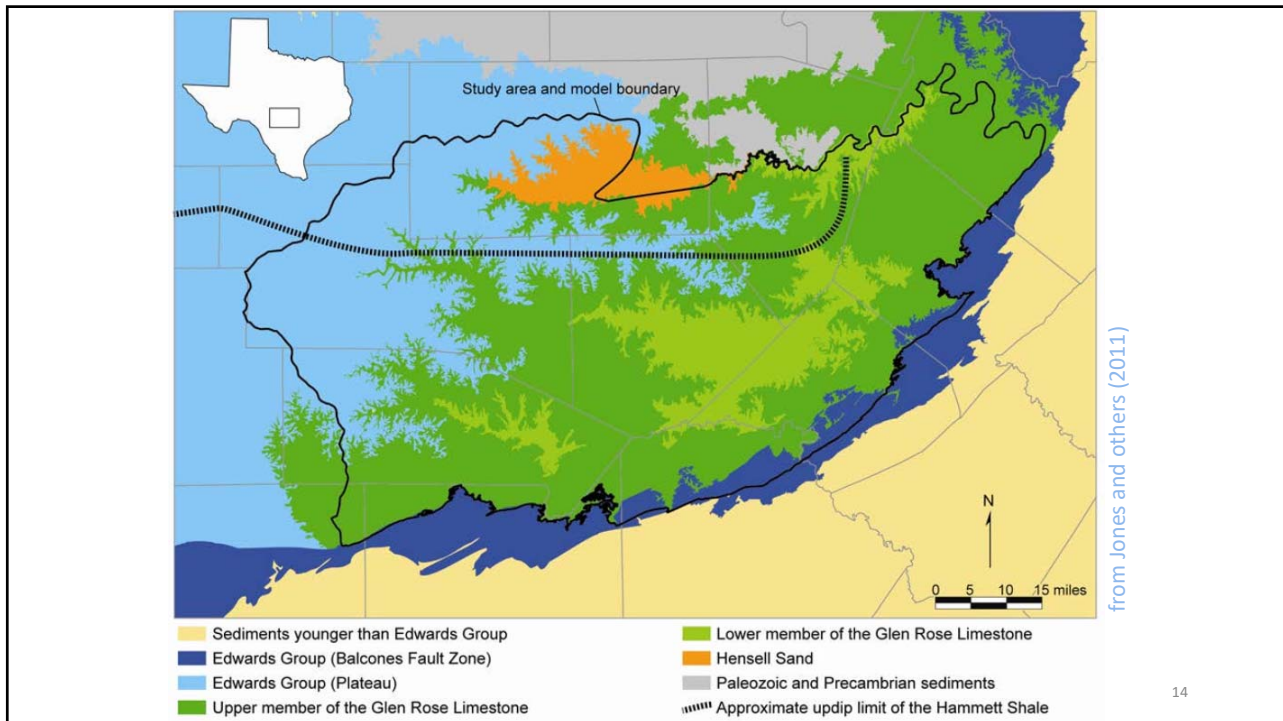 Study area and model boundary
N
0 5 10 15 miles
from Jones and others (2011)
Sediments younger than Edwards Group
Edwards Group (Balcones Fault Zone)
Edwards Group (Plateau)
Upper member of the Glen Rose Limestone
Lower member of the Glen Rose Limestone
Hensell Sand
Paleozoic and Precambrian sediments
Approximate updip limit of the Hammett Shale
14